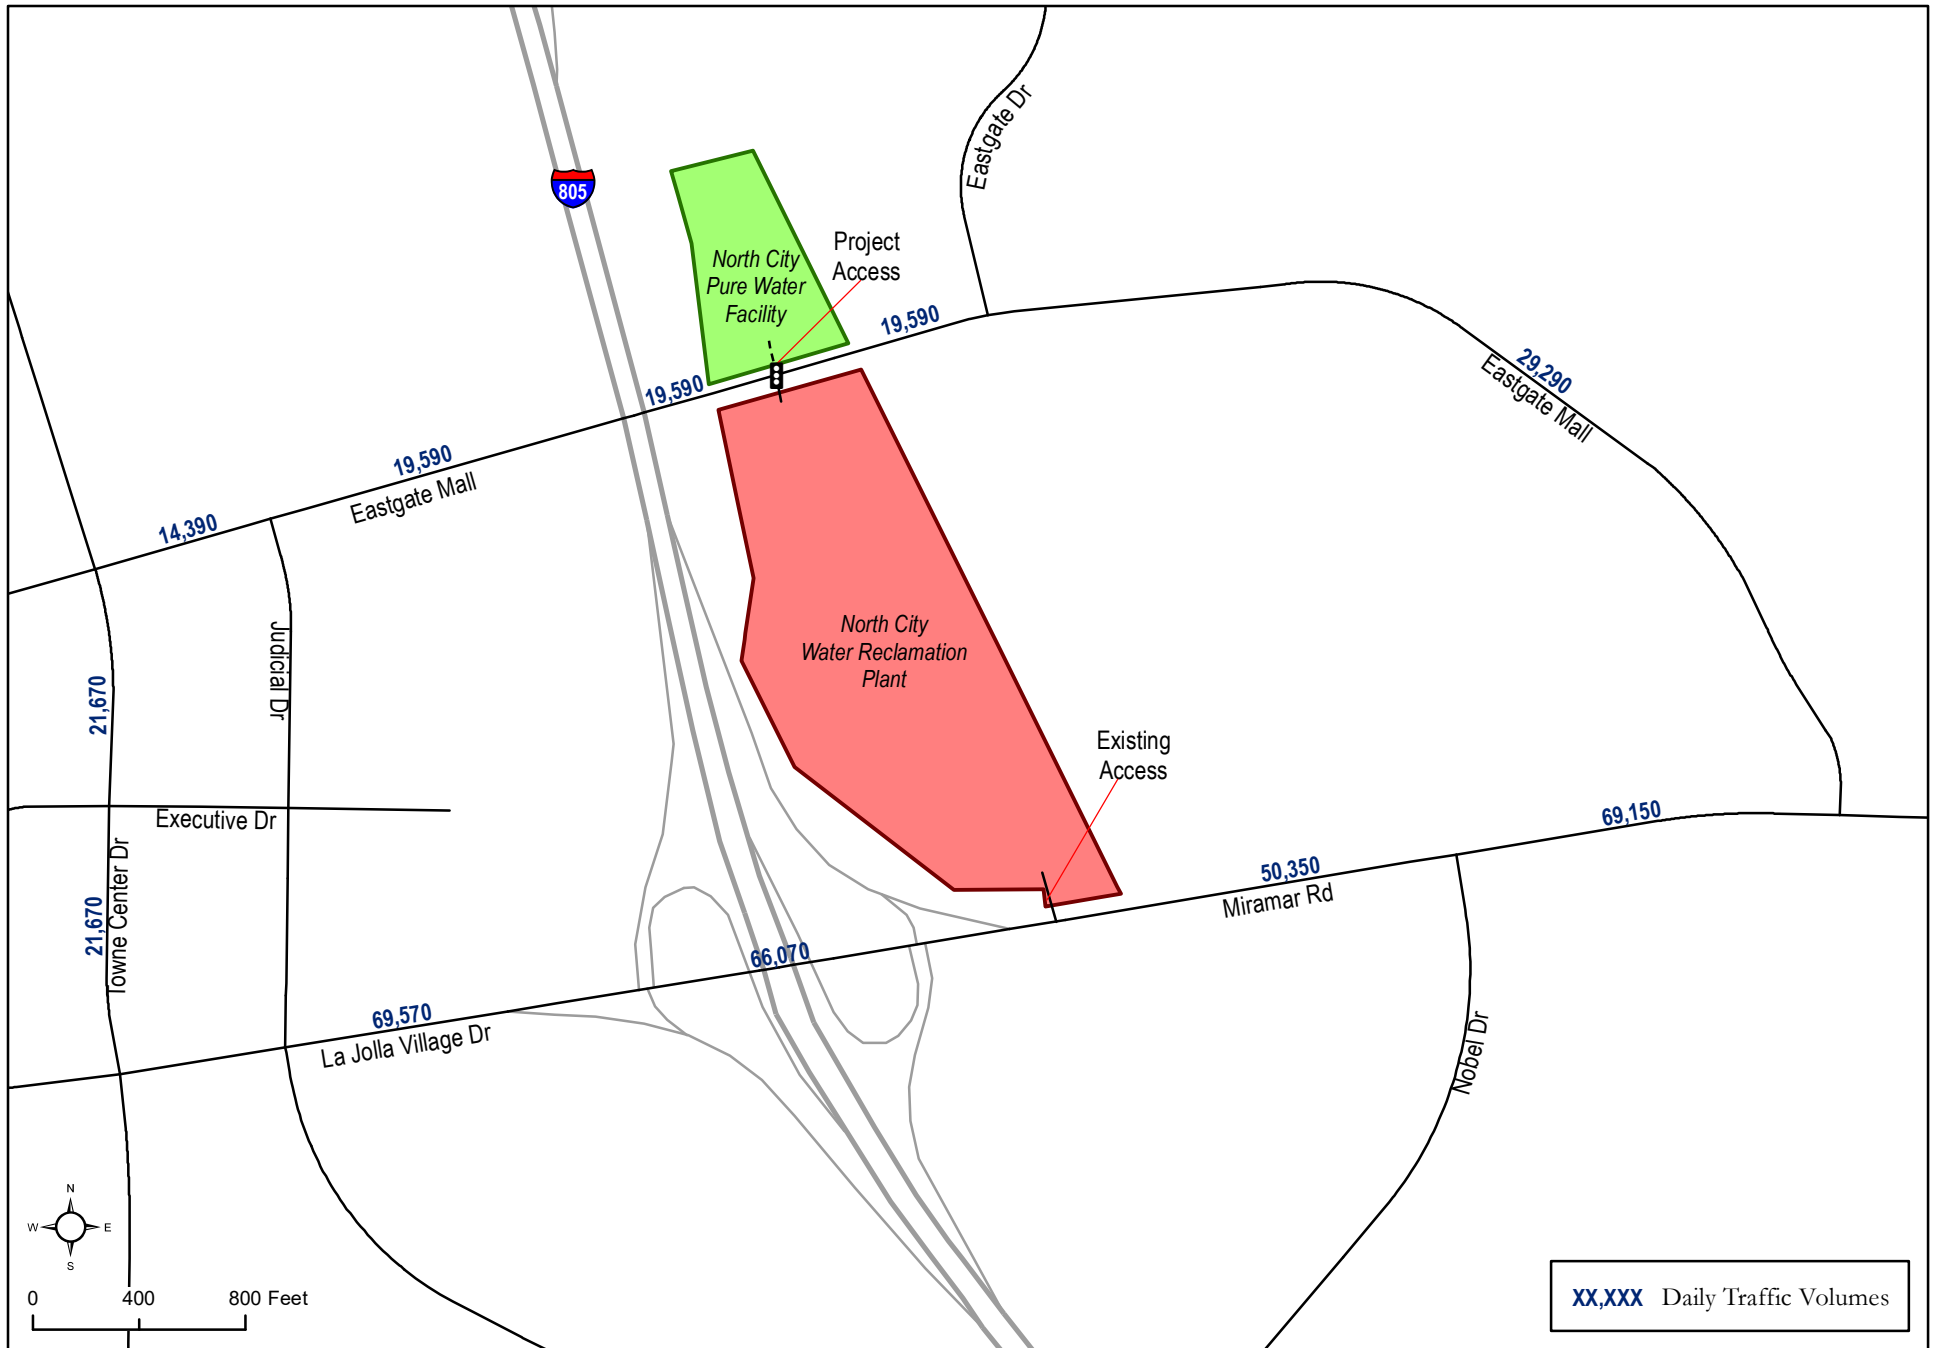 Eastgate Dr
805
Project
Access
North City
Pure Water
Facility
19,590
19,590
29,290
Eastgate Mall
19,590
Eastgate Mall
14,390
North City
Water Reclamation
Plant
Judicial Dr
21,670
Existing
Access
Executive Dr
69,150
Towne Center Dr
21,670
50,350
Miramar Rd
66,070
69,570
La Jolla Village Dr
Nobel Dr
N
W E
S
0 400 800 Feet
XX,XXX Daily Traffic Volumes